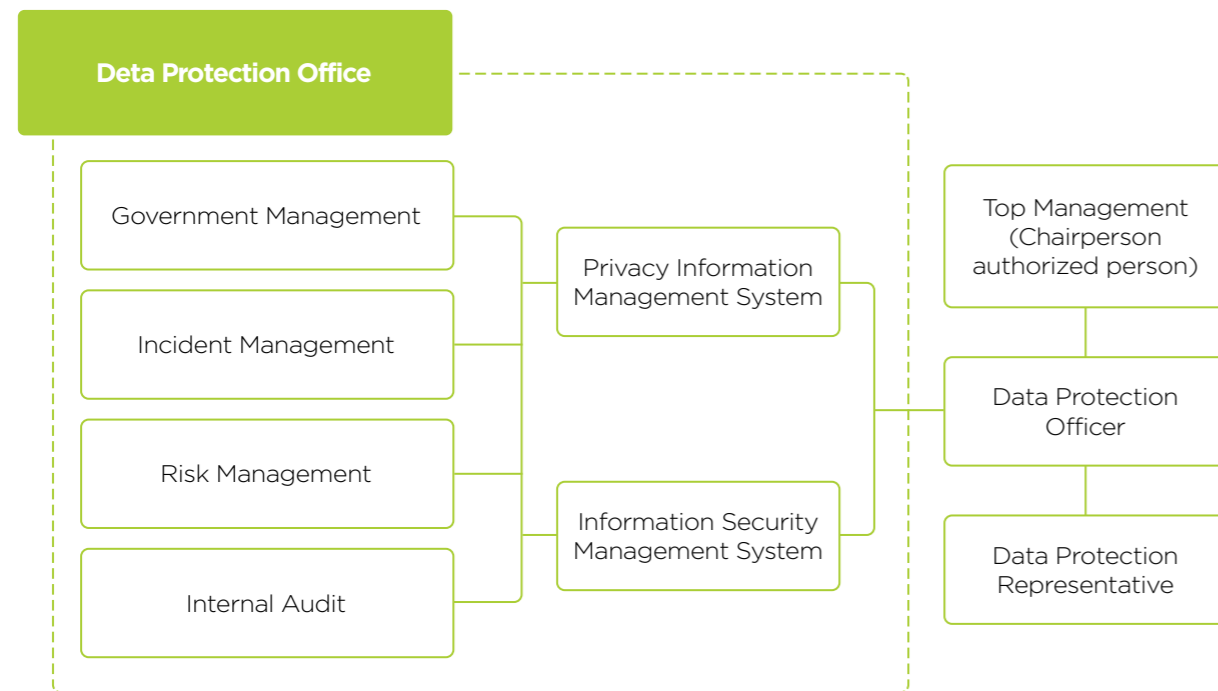 Deta Protection Office
Government Management
Incident Management
Risk Management
Internal Audit
Privacy Information
Management System
Information Security
Management System
Top Management
(Chairperson
authorized person)
Data Protection
Officer
Data Protection
Representative